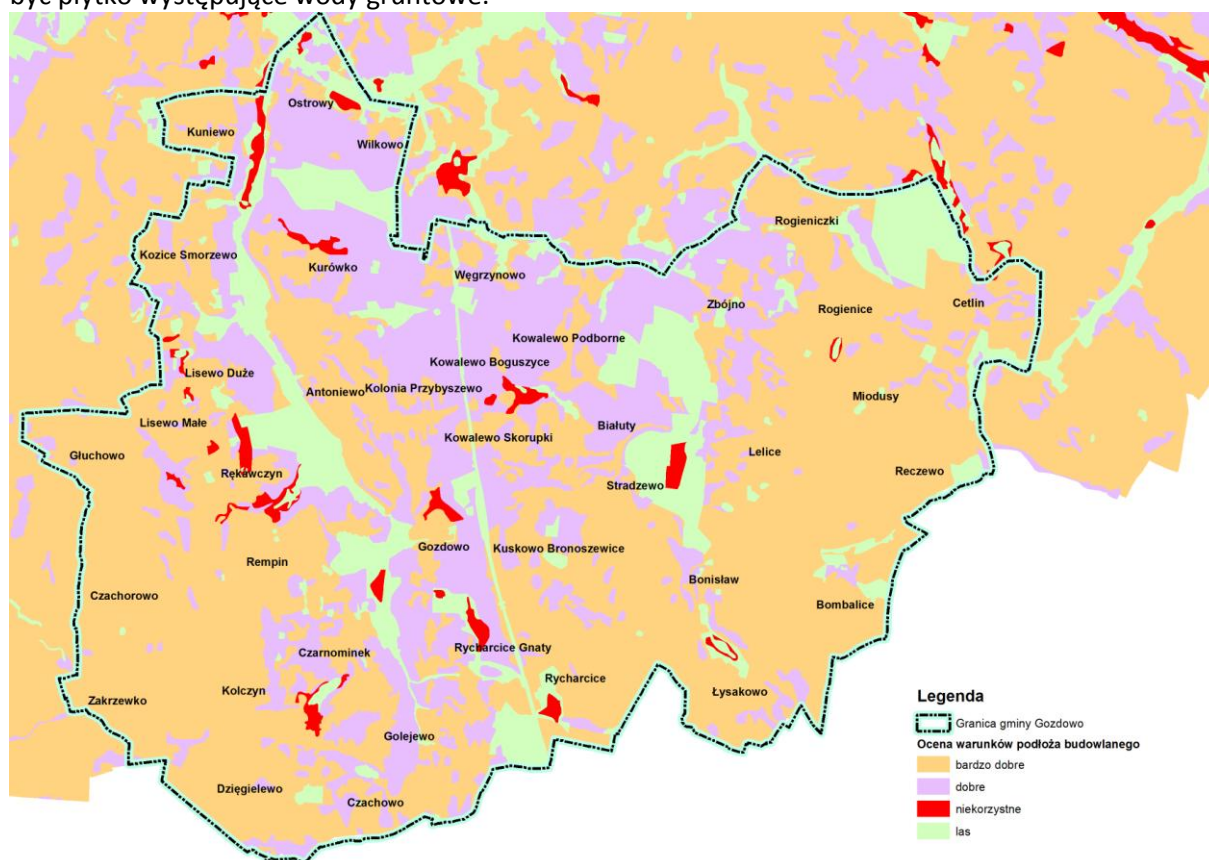 być płytko występujące wody gruntowe.
Ostrowy
Kuniewo
Wilkowo
Rogieniczki
Kozice Smorzewo
Kurówko
Węgrzynowo
Zbójno
Rogienice
Cetlin
Kowalewo Podborne
Kowalewo Boguszyce
Lisewo Duże
Antoniewo
Kolonia Przybyszewo
Miodusy
Lisewo Małe
Białuty
Kowalewo Skorupki
Głuchowo
Lelice
Rękawczyn
Reczewo
Stradzewo
Gozdowo
Kuskowo Bronoszewice
Rempin
Bonisław
Czachorowo
Bombalice
Czarnominek
Rycharcice Gnaty
Rycharcice
Kolczyn
Łysakowo
Zakrzewko
Golejewo
Dzięgielewo
Czachowo
Legenda
Granica gminy Gozdowo
Ocena warunków podłoża budowlanego
bardzo dobre
dobre
niekorzystne
las